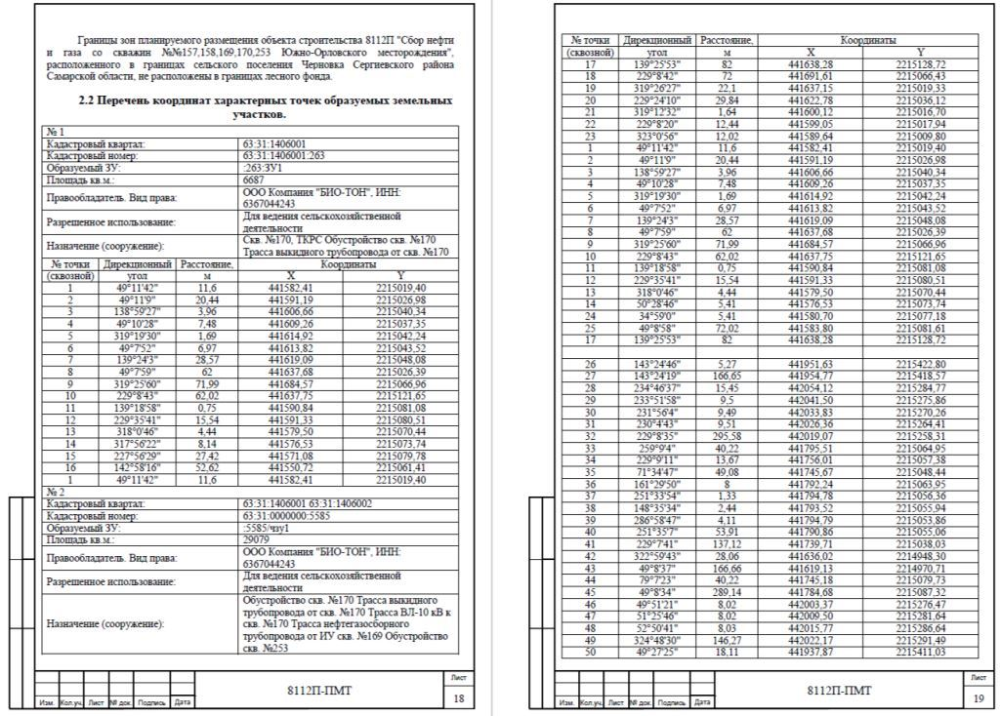 Границы зон планируемого размещения объекта строительства 8112П "Сбор нефти
и газа со скважин №№157,158,169,170,253 Южно-Орловского месторождения",
расположенного в границах сельского поселения Черновка Сергиевского района
Самарской области, не расположены в границах лесного фонда.
2.2 Перечень координат характерных точек образуемых земельных
участков.
№ 1
Кадастровый квартал: 63:31:1406001
Кадастровый номер: 63:31:1406001:263
Образуемый ЗУ: :263:ЗУ1
Площадь кв.м.: 6687
Правообладатель. Вид права: ООО Компания "БИО-ТОН", ИНН:
6367044243
Разрешенное использование: Для ведения сельскохозяйственной
деятельности
Назначение (сооружение): Скв. №170, ТКРС Обустройство скв. №170
Трасса выкидного трубопровода от скв. №170
№ точки Дирекционный Расстояние, Координаты
(сквозной) угол м X Y
1 49°11'42" 11,6 441582,41 2215019,40
2 49°11'9" 20,44 441591,19 2215026,98
3 138°59'27" 3,96 441606,66 2215040,34
4 49°10'28" 7,48 441609,26 2215037,35
5 319°19'30" 1,69 441614,92 2215042,24
6 49°7'52" 6,97 441613,82 2215043,52
7 139°24'3" 28,57 441619,09 2215048,08
8 49°7'59" 62 441637,68 2215026,39
9 319°25'60" 71,99 441684,57 2215066,96
10 229°8'43" 62,02 441637,75 2215121,65
11 139°18'58" 0,75 441590,84 2215081,08
12 229°35'41" 15,54 441591,33 2215080,51
13 318°0'46" 4,44 441579,50 2215070,44
14 317°56'22" 8,14 441576,53 2215073,74
15 227°56'29" 27,42 441571,08 2215079,78
16 142°58'16" 52,62 441550,72 2215061,41
1 49°11'42" 11,6 441582,41 2215019,40
№ 2
Кадастровый квартал: 63:31:1406001 63:31:1406002
Кадастровый номер: 63:31:0000000:5585
Образуемый ЗУ: :5585/чзу1
Площадь кв.м.: 29079
Правообладатель. Вид права: ООО Компания "БИО-ТОН", ИНН:
6367044243
Разрешенное использование: Для ведения сельскохозяйственной
деятельности
Назначение (сооружение): Обустройство скв. №170 Трасса выкидного
трубопровода от скв. №170 Трасса ВЛ-10 кВ к
скв. №170 Трасса нефтегазосборного
трубопровода от ИУ скв. №169 Обустройство
скв. №253
Изм. Кол.уч. Лист № док. Подпись Дата
8112П-ПМТ
Лист
18
№ точки Дирекционный Расстояние, Координаты
(сквозной) угол м X Y
17 139°25'53" 82 441638,28 2215128,72
18 229°8'42" 72 441691,61 2215066,43
19 319°26'27" 22,1 441637,15 2215019,33
20 229°24'10" 29,84 441622,78 2215036,12
21 319°12'32" 1,64 441600,12 2215016,70
22 229°8'20" 12,44 441599,05 2215017,94
23 323°0'56" 12,02 441589,64 2215009,80
1 49°11'42" 11,6 441582,41 2215019,40
2 49°11'9" 20,44 441591,19 2215026,98
3 138°59'27" 3,96 441606,66 2215040,34
4 49°10'28" 7,48 441609,26 2215037,35
5 319°19'30" 1,69 441614,92 2215042,24
6 49°7'52" 6,97 441613,82 2215043,52
7 139°24'3" 28,57 441619,09 2215048,08
8 49°7'59" 62 441637,68 2215026,39
9 319°25'60" 71,99 441684,57 2215066,96
10 229°8'43" 62,02 441637,75 2215121,65
11 139°18'58" 0,75 441590,84 2215081,08
12 229°35'41" 15,54 441591,33 2215080,51
13 318°0'46" 4,44 441579,50 2215070,44
14 50°28'46" 5,41 441576,53 2215073,74
24 34°59'0" 5,41 441580,70 2215077,18
25 49°8'58" 72,02 441583,80 2215081,61
17 139°25'53" 82 441638,28 2215128,72
26 143°24'46" 5,27 441951,63 2215422,80
27 143°24'19" 166,65 441954,77 2215418,57
28 234°46'37" 15,45 442054,12 2215284,77
29 233°51'58" 9,5 442041,50 2215275,86
30 231°56'4" 9,49 442033,83 2215270,26
31 230°4'43" 9,51 442026,36 2215264,41
32 229°8'35" 295,58 442019,07 2215258,31
33 259°9'4" 40,22 441795,51 2215064,95
34 229°9'11" 13,67 441756,01 2215057,38
35 71°34'47" 49,08 441745,67 2215048,44
36 161°29'50" 8 441792,24 2215063,95
37 251°33'54" 1,33 441794,78 2215056,36
38 148°35'34" 2,44 441793,52 2215055,94
39 286°58'47" 4,11 441794,79 2215053,86
40 251°35'7" 53,91 441790,86 2215055,06
41 229°7'41" 137,12 441739,71 2215038,03
42 322°59'43" 28,06 441636,02 2214948,30
43 49°8'37" 166,66 441619,13 2214970,71
44 79°7'23" 40,22 441745,18 2215079,73
45 49°8'34" 289,14 441784,68 2215087,32
46 49°51'21" 8,02 442003,37 2215276,47
47 51°25'46" 8,02 442009,50 2215281,64
48 52°50'41" 8,03 442015,77 2215286,64
49 324°48'30" 146,27 442022,17 2215291,49
50 49°27'25" 18,11 441937,87 2215411,03
Изм. Кол.уч. Лист № док. Подпись Дата
8112П-ПМТ
Лист
19